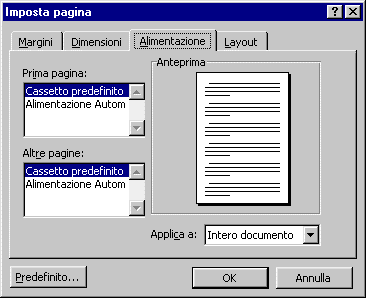 Imposta pagina
Margini
Dimensioni
Alimentazione
Layout
Prima pagina:
Cassetto predefinito
Alimentazione Autom
Anteprima
Altre pagine:
Cassetto predefinito
Alimentazione Autom
Applica a:
Intero documento
Predefinito...
OK
Annulla